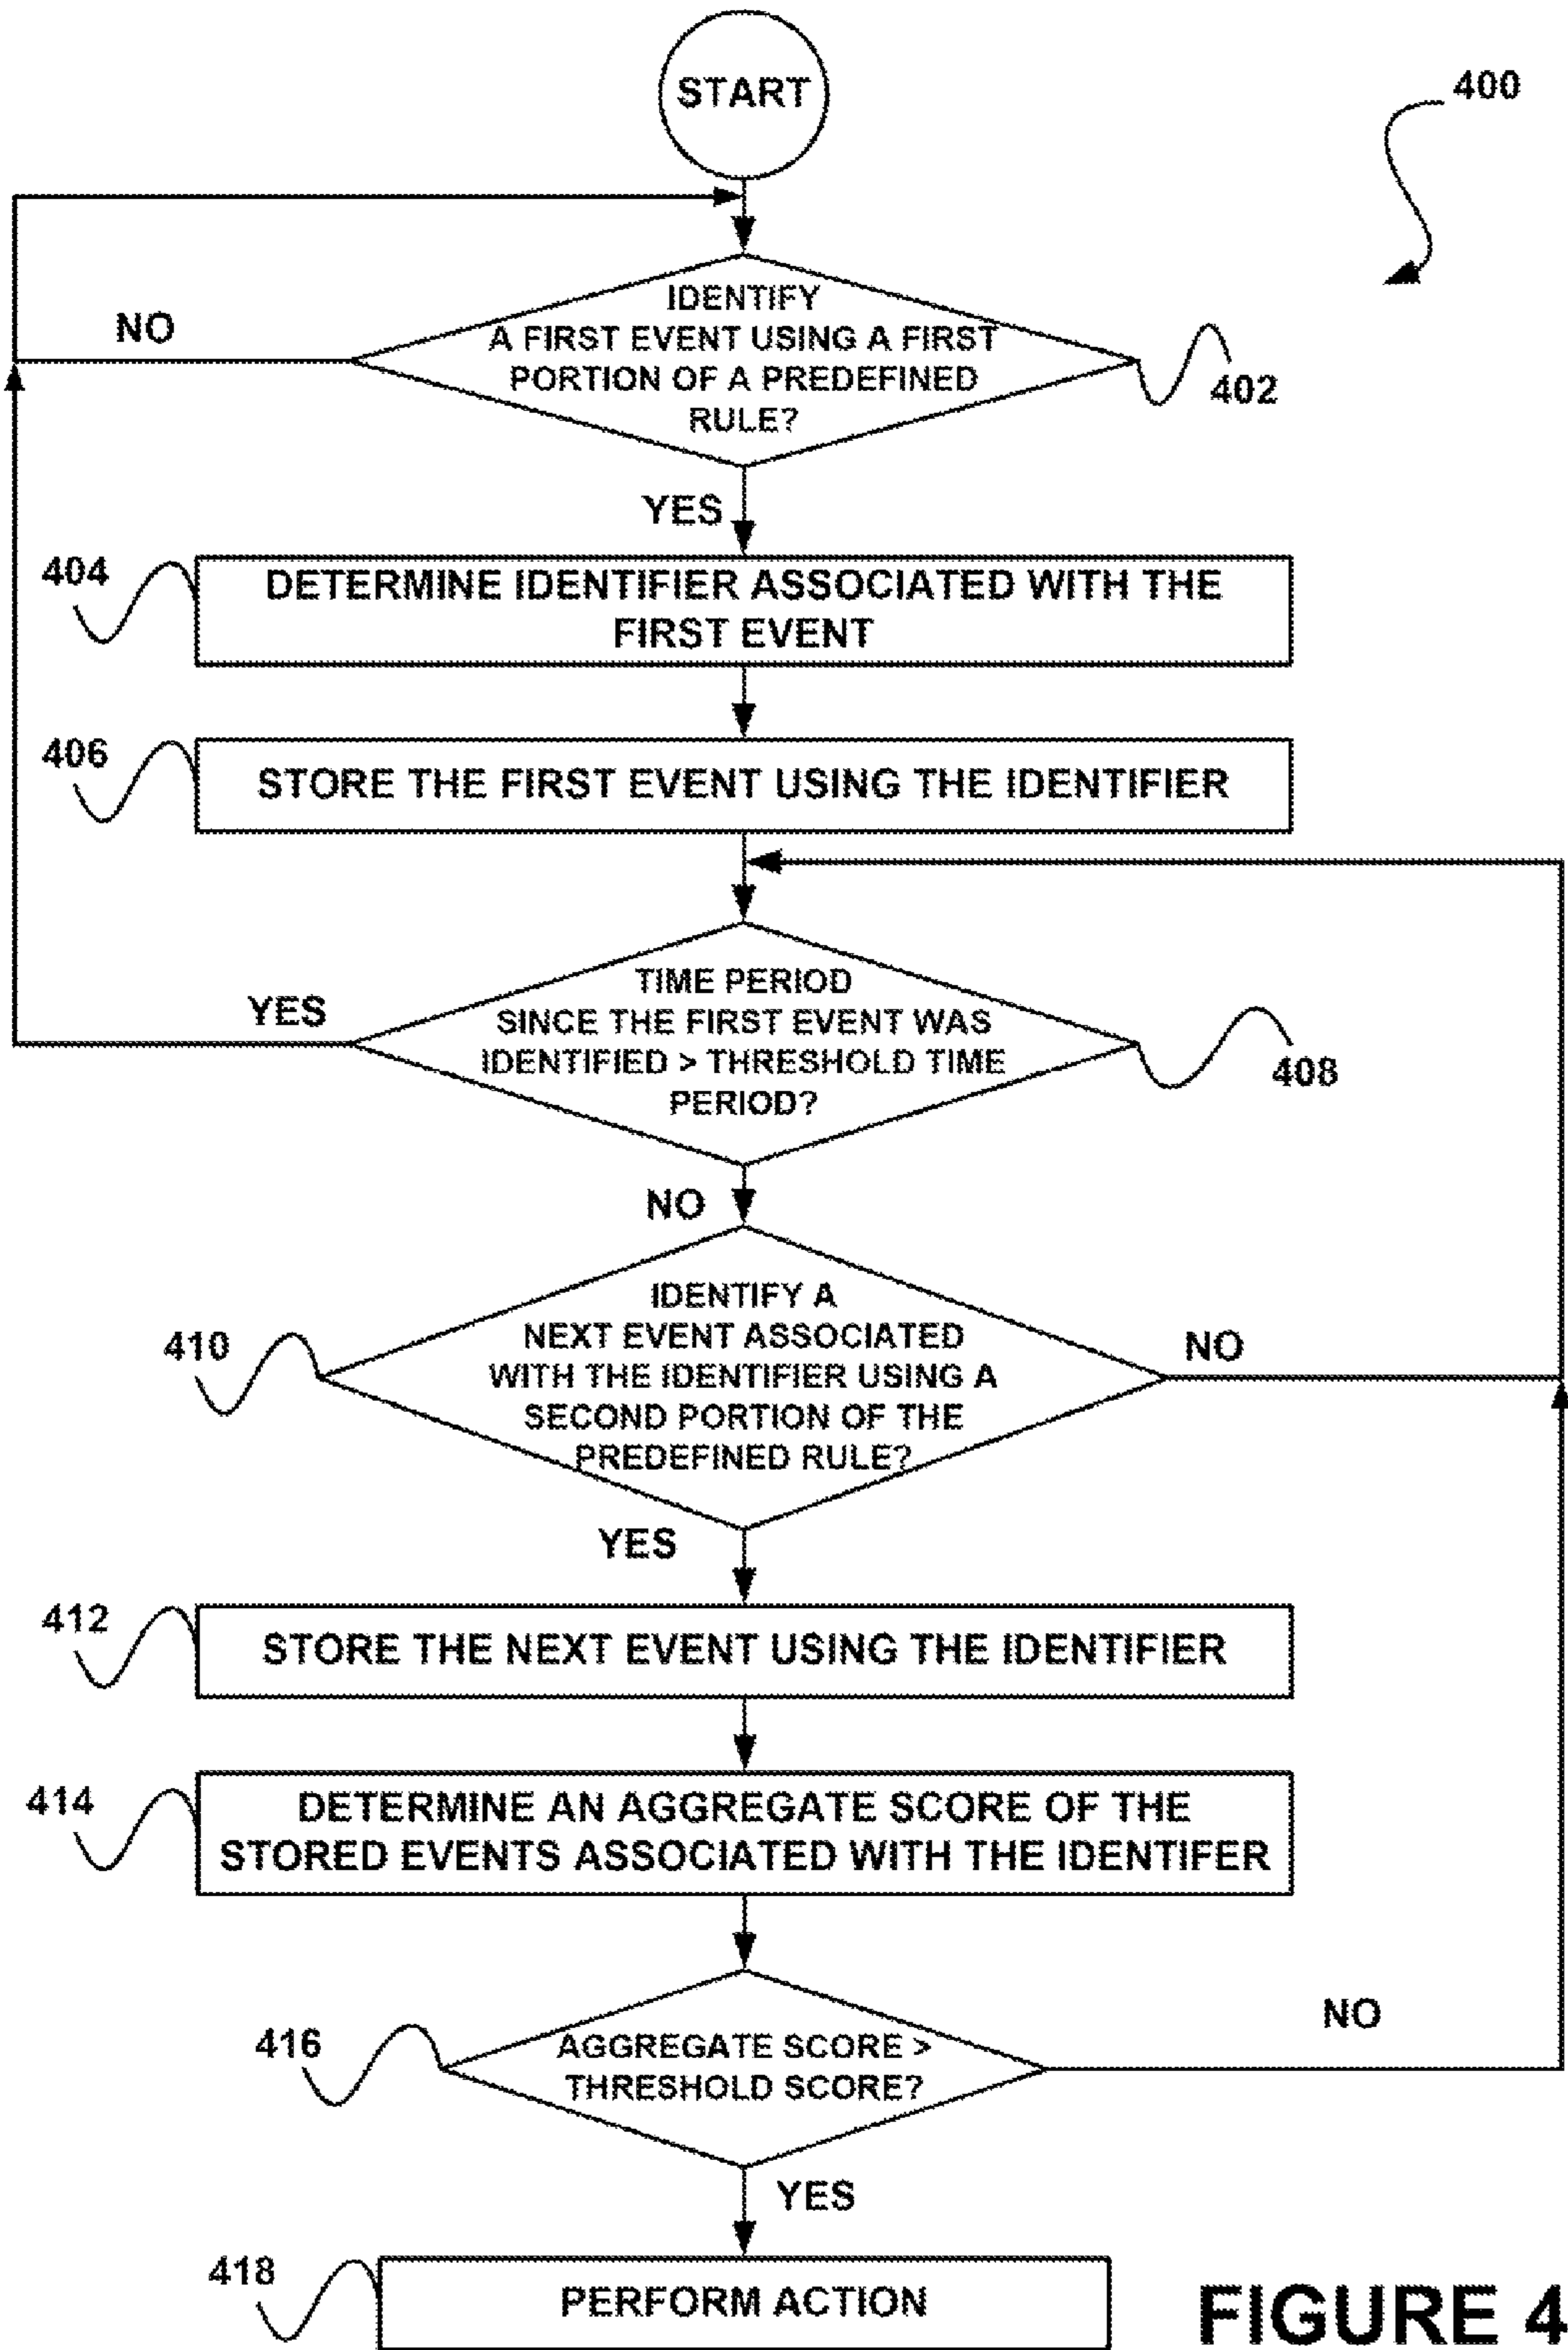 START
400
IDENTIFY
A FIRST EVENT USING A FIRST
PORTION OF A PREDEFINED
RULE?
NO
402
YES
404
DETERMINE IDENTIFIER ASSOCIATED WITH THE
FIRST EVENT
406
STORE THE FIRST EVENT USING THE IDENTIFIER
TIME PERIOD
SINCE THE FIRST EVENT WAS
IDENTIFIED > THRESHOLD TIME
PERIOD?
YES
408
NO
IDENTIFY A
NEXT EVENT ASSOCIATED
WITH THE IDENTIFIER USING A
SECOND PORTION OF THE
PREDEFINED RULE?
410
NO
YES
412
STORE THE NEXT EVENT USING THE IDENTIFIER
414
DETERMINE AN AGGREGATE SCORE OF THE
STORED EVENTS ASSOCIATED WITH THE IDENTIFER
416
AGGREGATE SCORE >
THRESHOLD SCORE?
NO
YES
418
PERFORM ACTION
FIGURE 4